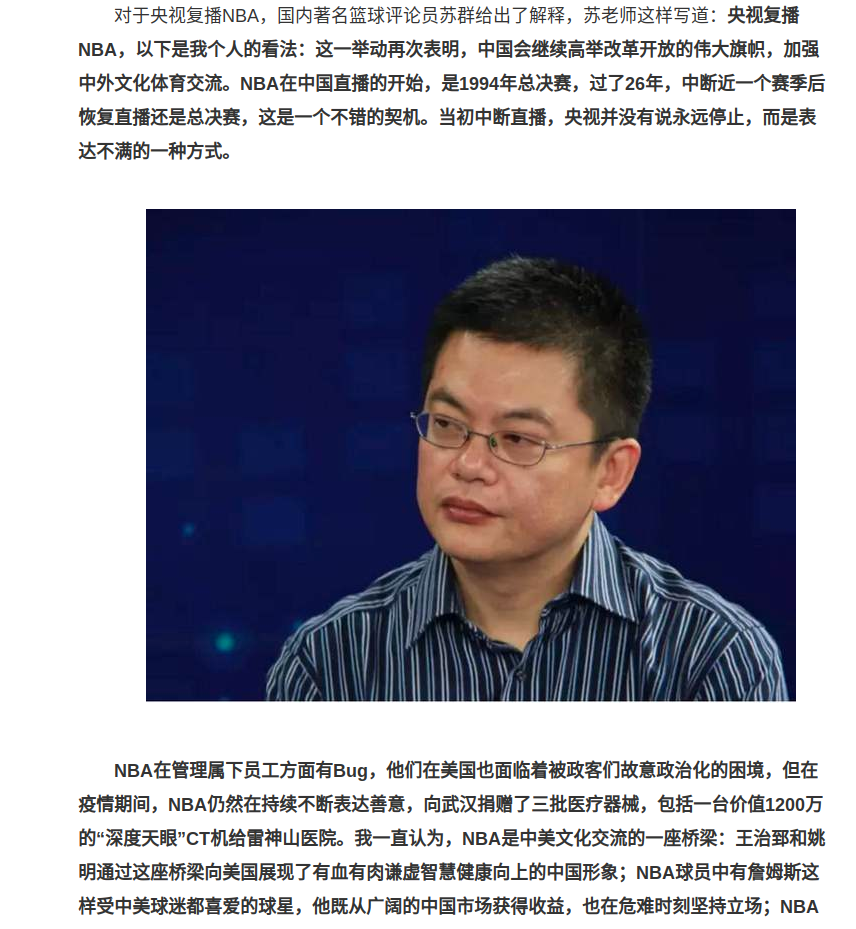 对于央视复播NBA，国内著名篮球评论员苏群给出了解释，苏老师这样写道：央视复播
NBA，以下是我个人的看法：这一举动再次表明，中国会继续高举改革开放的伟大旗帜，加强
中外文化体育交流。NBA在中国直播的开始，是1994年总决赛，过了26年，中断近一个赛季后
恢复直播还是总决赛，这是一个不错的契机。当初中断直播，央视并没有说永远停止，而是表
达不满的一种方式。
NBA在管理属下员工方面有Bug，他们在美国也面临着被政客们故意政治化的困境，但在
疫情期间，NBA仍然在持续不断表达善意，向武汉捐赠了三批医疗器械，包括一台价值1200万
的“深度天眼”CT机给雷神山医院。我一直认为，NBA是中美文化交流的一座桥梁：王治郅和姚
明通过这座桥梁向美国展现了有血有肉谦虚智慧健康向上的中国形象；NBA球员中有詹姆斯这
样受中美球迷都喜爱的球星，他既从广阔的中国市场获得收益，也在危难时刻坚持立场；NBA